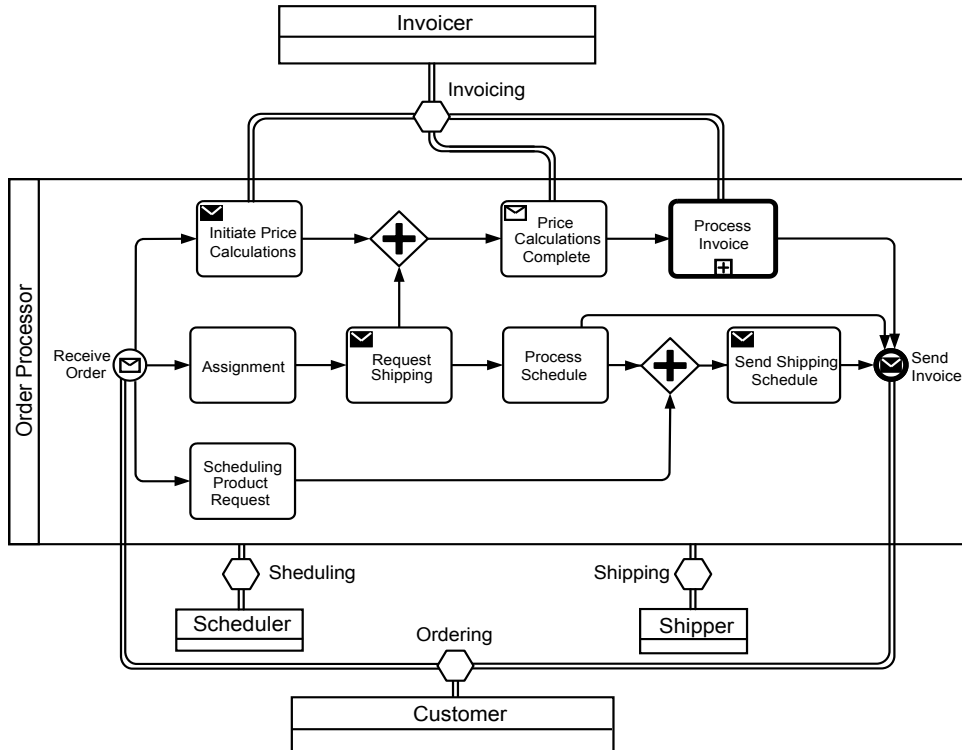 Invoicer
Invoicing
Order Processor
Initiate Price
Calculations
Price
Calculations
Complete
Process
Invoice
Receive
Order
Assignment
Request
Shipping
Process
Schedule
Send Shipping
Schedule
Send
Invoice
Scheduling
Product
Request
Sheduling
Shipping
Scheduler
Shipper
Ordering
Customer